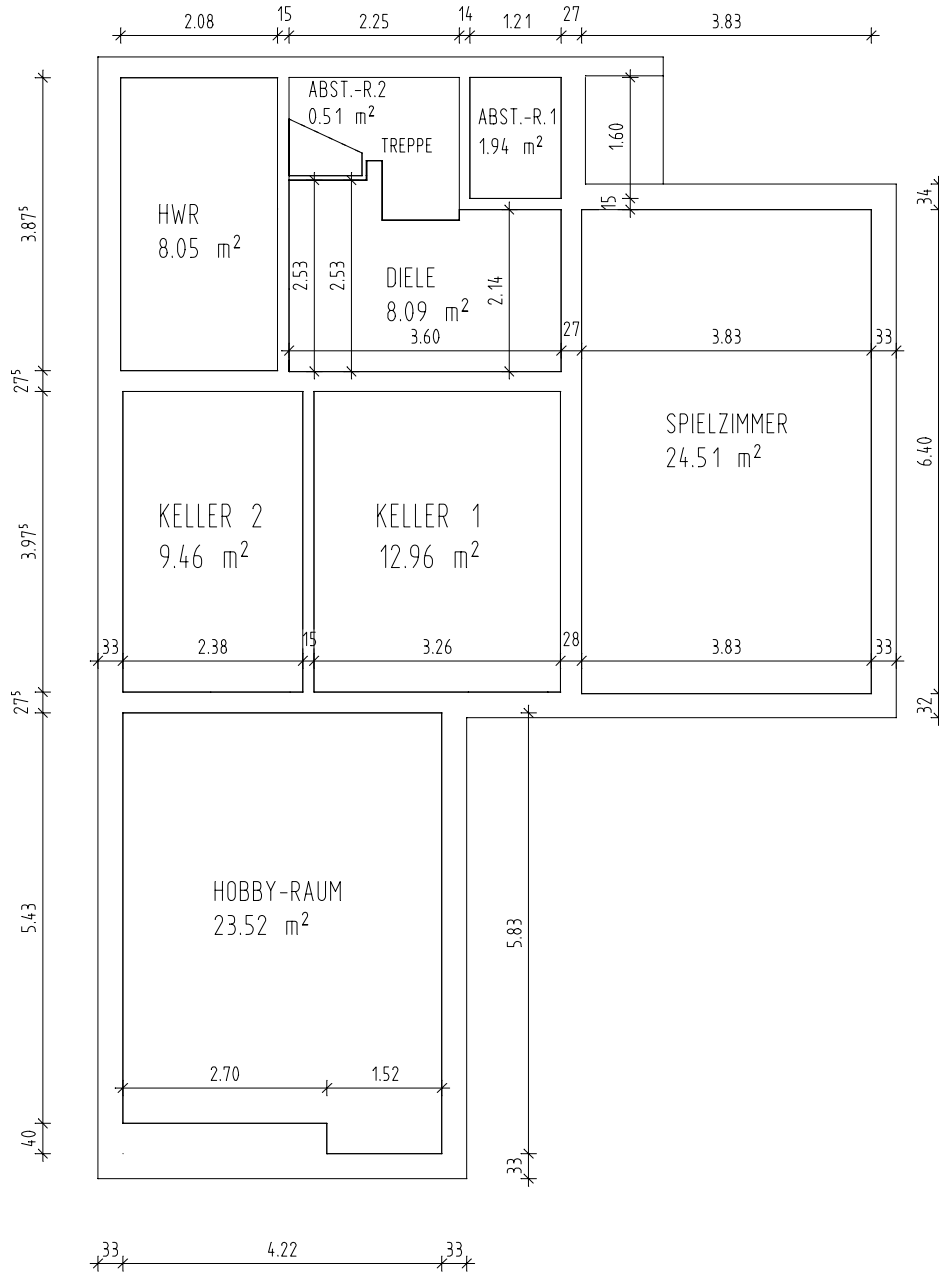 2.08 15 2.25 14 1.21 27 3.83
ABST.-R.2
0.51 m²
TREPPE
ABST.-R.1
1.94 m²
1.60
15
34
3.87⁵
HWR
8.05 m²
2.53
2.53
DIELE
8.09 m²
2.14
3.60 27 3.83 33
27⁵
SPIELZIMMER
24.51 m²
6.40
KELLER 2
9.46 m²
KELLER 1
12.96 m²
3.97⁵
33 2.38 15 3.26 28 3.83 33
27⁵
32
HOBBY-RAUM
23.52 m²
5.43
5.83
2.70 1.52
40
33
33 4.22 33